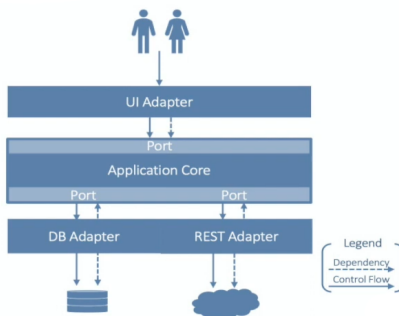 UI Adapter
Port
Application Core
Port Port
DB Adapter REST Adapter
Legend
Dependency
Control Flow